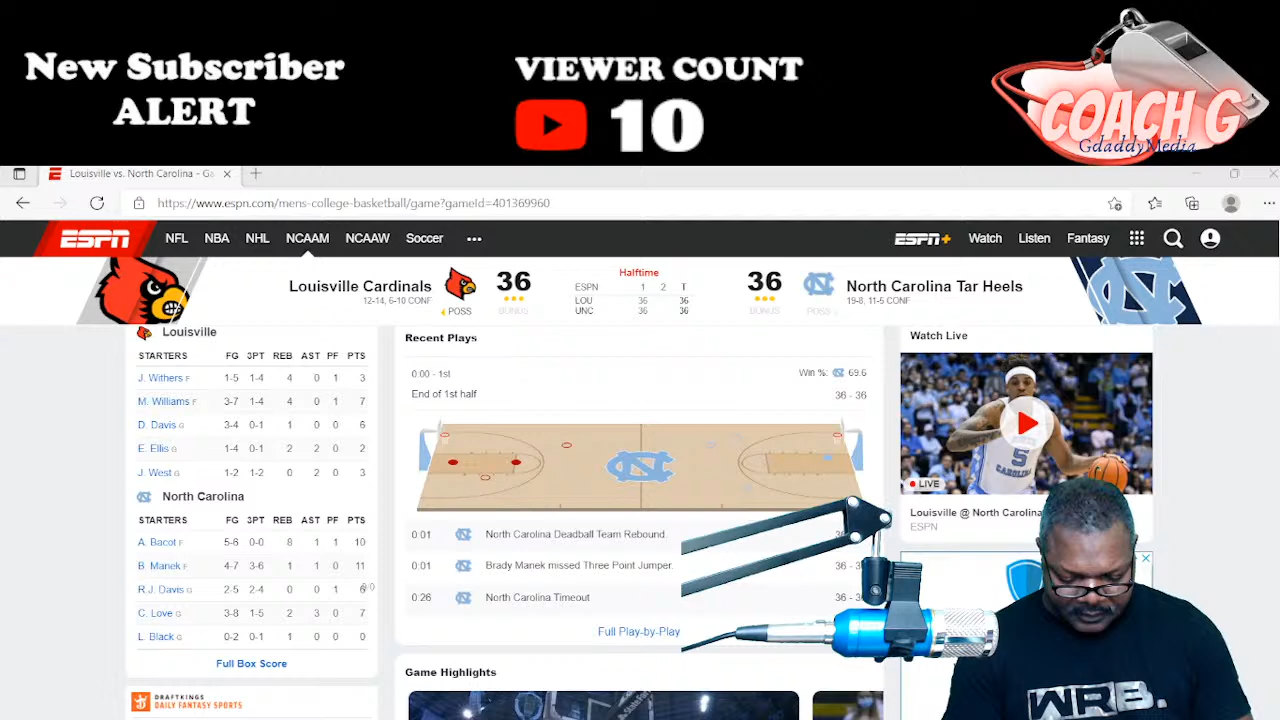 New Subscriber
ALERT
VIEWER COUNT
10
COACH G
GdaddyMedia
Louisville vs. North Carolina - Ga
https://www.espn.com/mens-college-basketball/game?gameId=401369960
ESPN NFL NBA NHL NCAAM NCAAW Soccer ••• ESPN+ Watch Listen Fantasy
Louisville Cardinals
12-14, 6-10 CONF
POSS
36
BONUS
Halftime
ESPN 1 2 T
LOU 36 36
UNC 36 36
36
BONUS
POSS
North Carolina Tar Heels
19-8, 11-5 CONF
Louisville
STARTERS FG 3PT REB AST PF PTS
J. Withers F 1-5 1-4 4 0 1 3
M. Williams F 3-7 1-4 4 0 1 7
D. Davis G 3-4 0-1 0 0 0 6
E. Ellis G 1-4 0-1 2 2 0 2
J. West G 1-2 1-2 0 2 0 3
North Carolina
STARTERS FG 3PT REB AST PF PTS
A. Bacot F 5-6 0-0 8 1 1 10
B. Manek F 4-7 3-6 1 1 0 11
R.J. Davis G 2-5 2-4 0 0 1 6
C. Love G 3-8 1-5 2 3 0 7
L. Black G 0-2 0-1 1 0 0 0
Full Box Score
DRAFTKINGS
DAILY FANTASY SPORTS
Recent Plays
0:00 - 1st Win %: 69.6
End of 1st half 36 - 36
0:01 North Carolina Deadball Team Rebound.
0:01 Brady Manek missed Three Point Jumper. 36 -
0:26 North Carolina Timeout
Full Play-by-Play
Game Highlights
Watch Live
NORTH
CAROLINA
5
LIVE
Louisville @ North Carolina
ESPN
WRB.